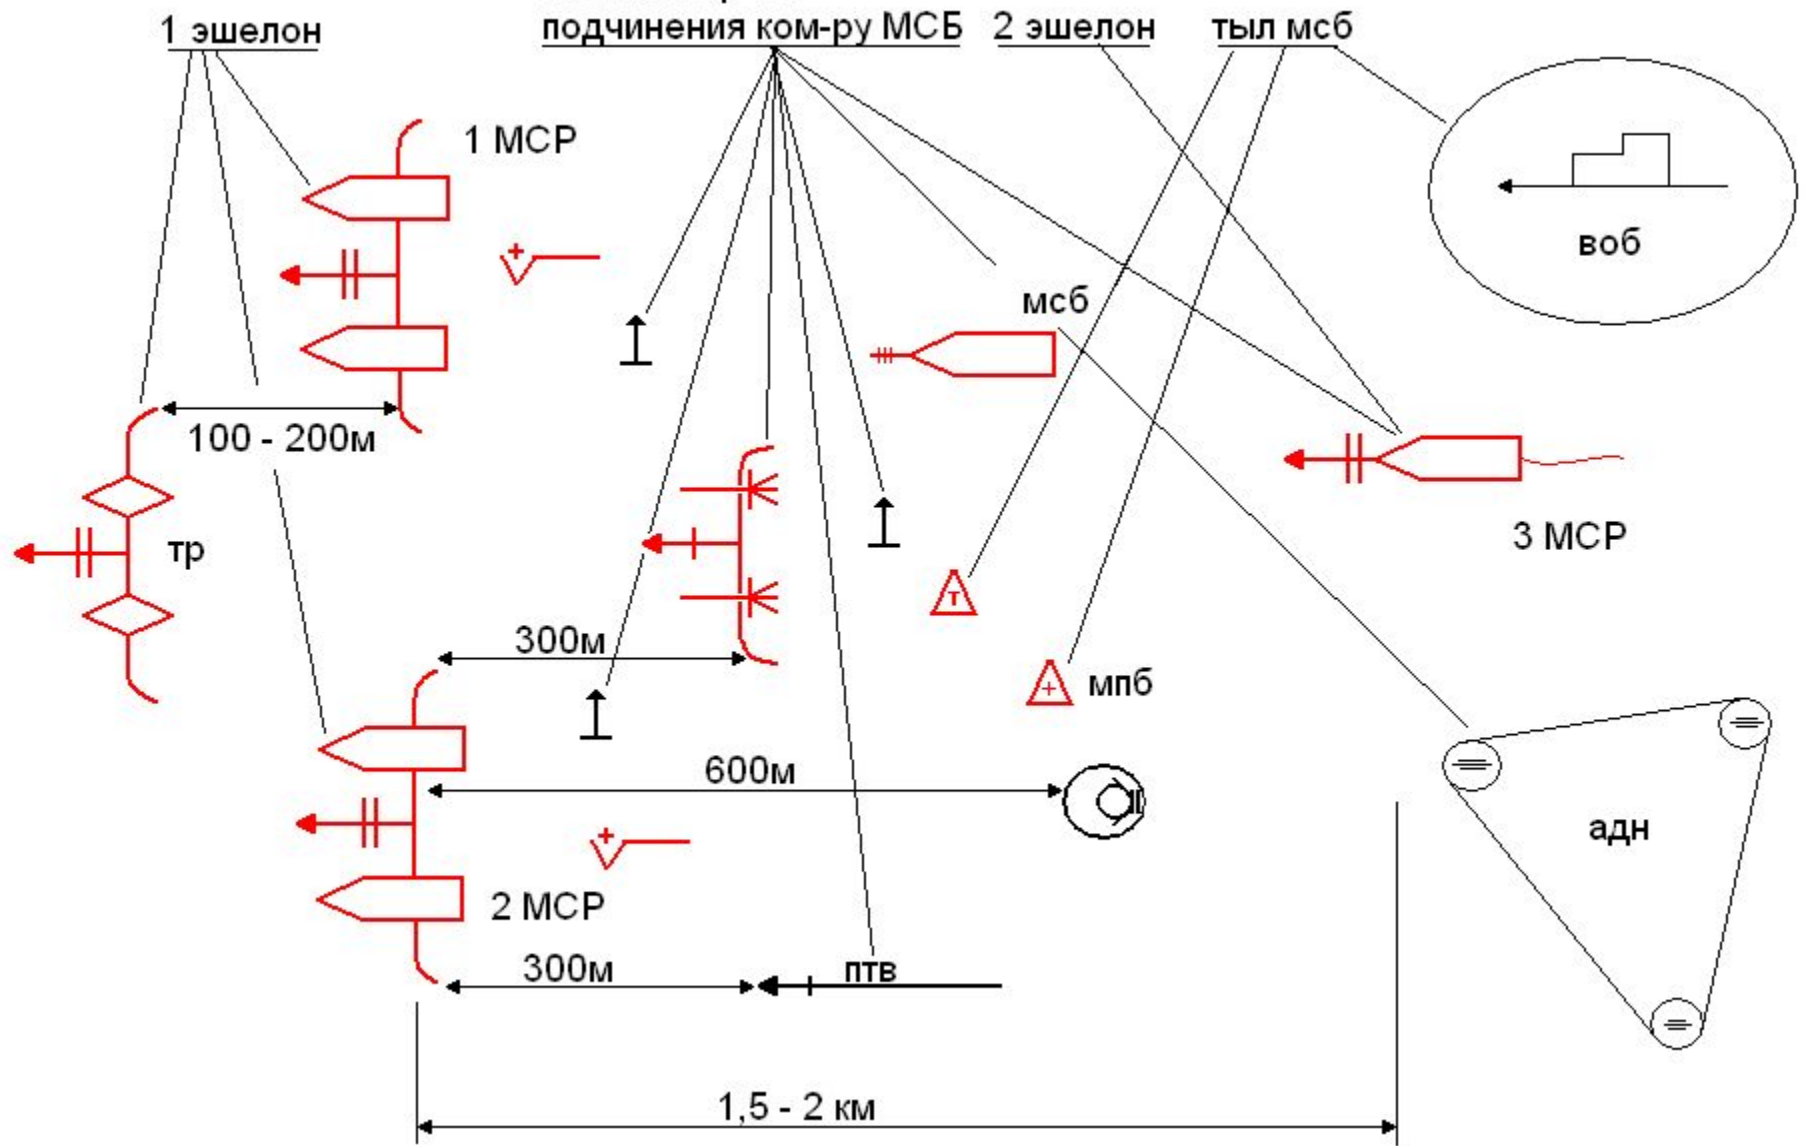 1 эшелон
подчинения ком-ру МСБ
2 эшелон
тыл мсб
1 МСР
воб
мсб
100 - 200м
тр
3 МСР
т
300м
мпб
600м
адн
2 МСР
300м
птв
1,5 - 2 км